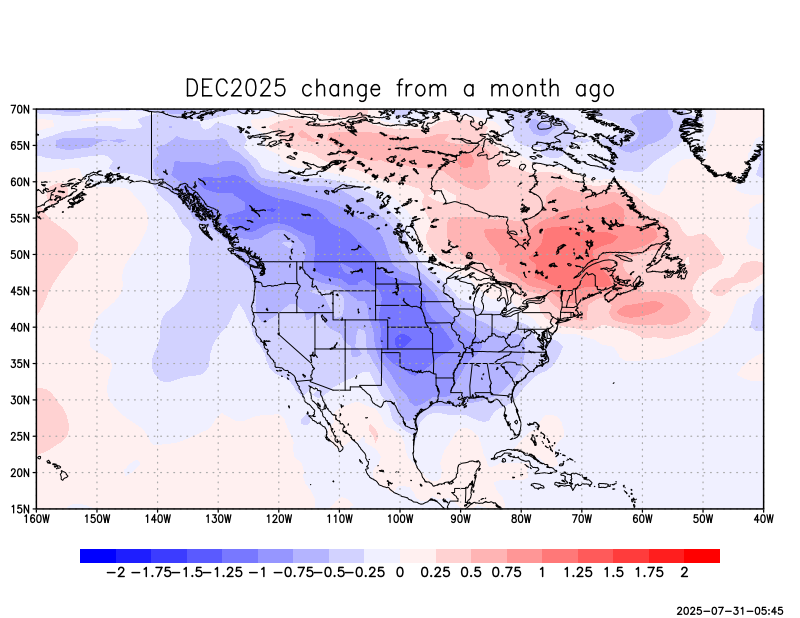 DEC2025 change from a month ago
70N
65N
60N
55N
50N
45N
40N
35N
30N
25N
20N
15N
160W 150W 140W 130W 120W 110W 100W 90W 80W 70W 60W 50W 40W
−2 −1.75 −1.5 −1.25 −1 −0.75 −0.5 −0.25 0 0.25 0.5 0.75 1 1.25 1.5 1.75 2
2025-07-31-05:45